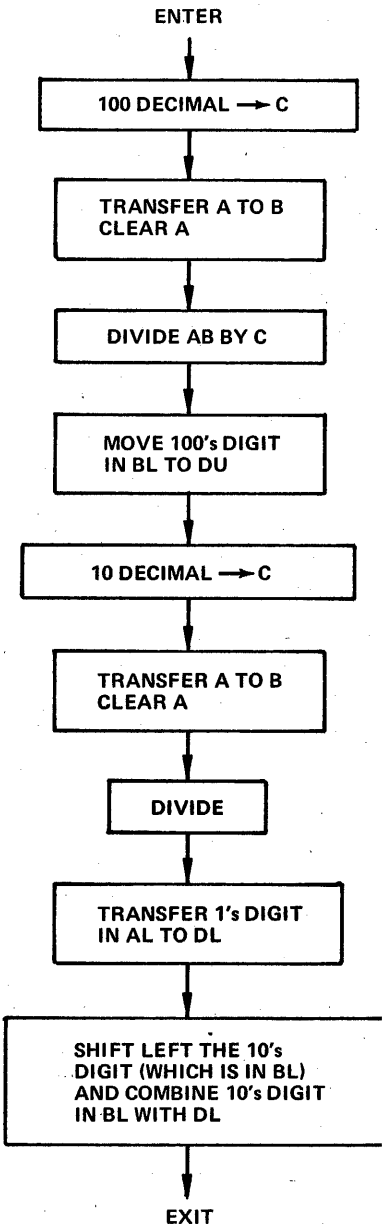 ENTER
100 DECIMAL → C
TRANSFER A TO B
CLEAR A
DIVIDE AB BY C
MOVE 100's DIGIT
IN BL TO DU
10 DECIMAL → C
TRANSFER A TO B
CLEAR A
DIVIDE
TRANSFER 1's DIGIT
IN AL TO DL
SHIFT LEFT THE 10's
DIGIT (WHICH IS IN BL)
AND COMBINE 10's DIGIT
IN BL WITH DL
EXIT